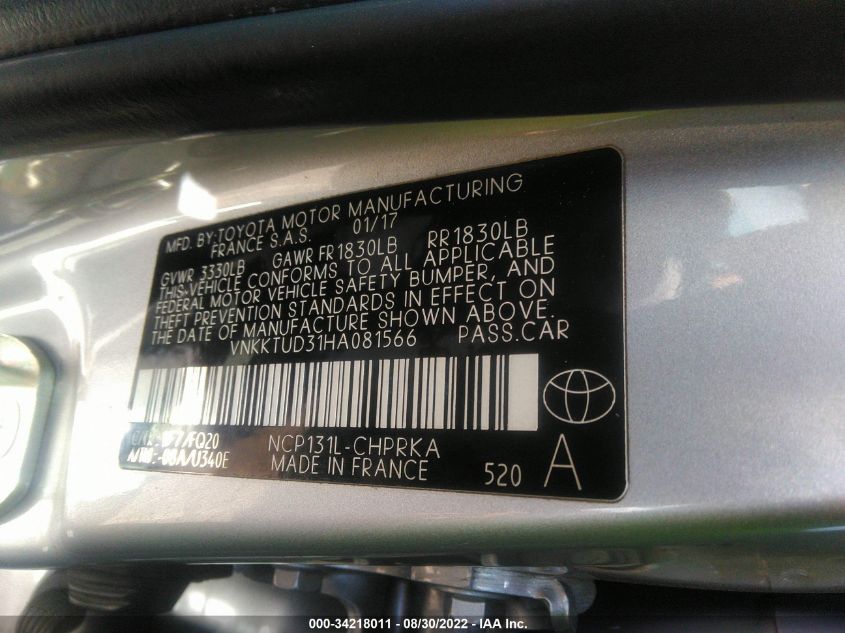 MFD. BY:TOYOTA MOTOR MANUFACTURING
FRANCE S.A.S. 01/17
GVWR 3330LB GAWR FR1830LB RR1830LB
THIS VEHICLE CONFORMS TO ALL APPLICABLE
FEDERAL MOTOR VEHICLE SAFETY BUMPER, AND
THEFT PREVENTION STANDARDS IN EFFECT ON
THE DATE OF MANUFACTURE SHOWN ABOVE.
VNKKTUD31HA081566 PASS.CAR
/FQ20 NCP131L-CHPRKA
/U340E MADE IN FRANCE 520 A
000-34218011 - 08/30/2022 - IAA Inc.